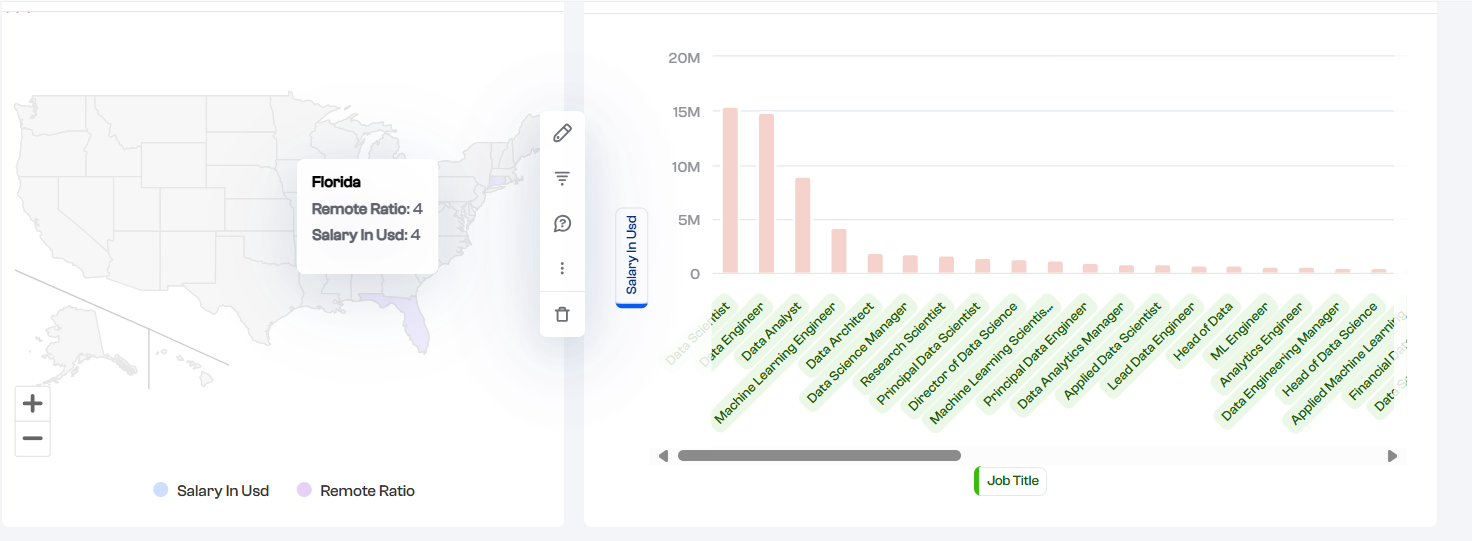 Florida
Remote Ratio: 4
Salary In Usd: 4
Salary In Usd
Remote Ratio
20M
15M
10M
5M
0
Salary In Usd
Data Scientist
Data Engineer
Data Analyst
Machine Learning Engineer
Data Architect
Data Science Manager
Research Scientist
Principal Data Scientist
Director of Data Science
Machine Learning Scientis...
Principal Data Engineer
Data Analytics Manager
Applied Data Scientist
Lead Data Engineer
Head of Data
ML Engineer
Analytics Engineer
Data Engineering Manager
Head of Data Science
Applied Machine Learning
Financial
Data
Job Title